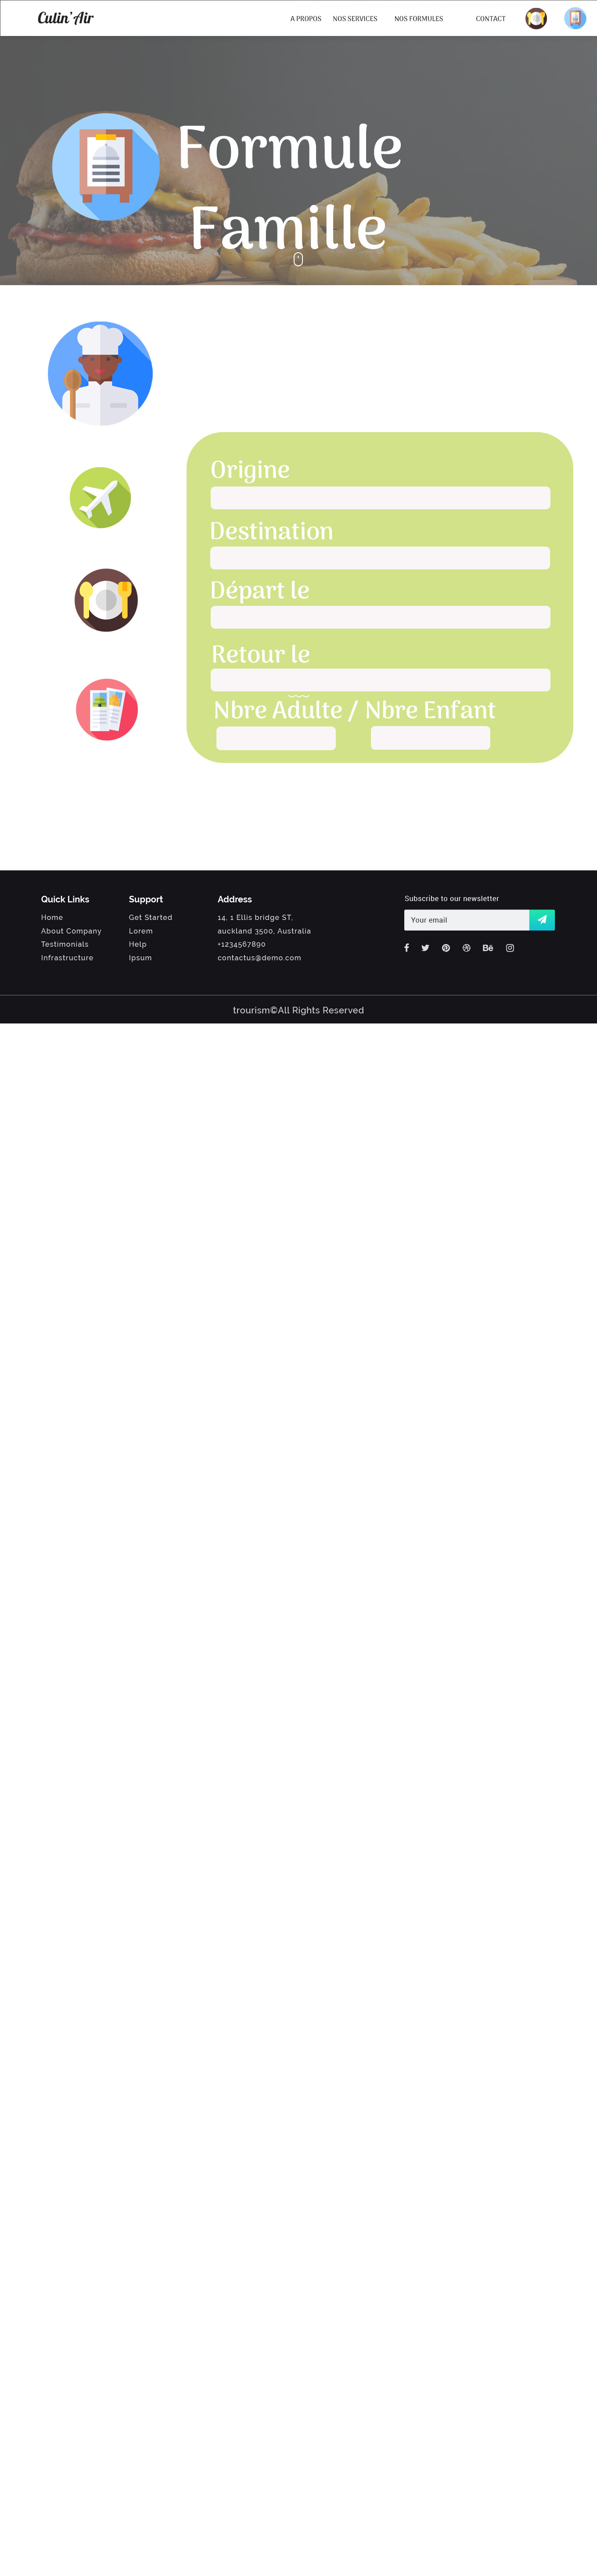 Culin'Air
A PROPOS
NOS SERVICES
NOS FORMULES
CONTACT
Formule
Famille
Origine
Destination
Départ le
Retour le
Nbre Adulte / Nbre Enfant
Quick Links
Home
About Company
Testimonials
Infrastructure
Support
Get Started
Lorem
Help
Ipsum
Address
14, 1 Ellis bridge ST,
auckland 3500, Australia
+1234567890
contactus@demo.com
Subscribe to our newsletter
Your email
trourism©All Rights Reserved